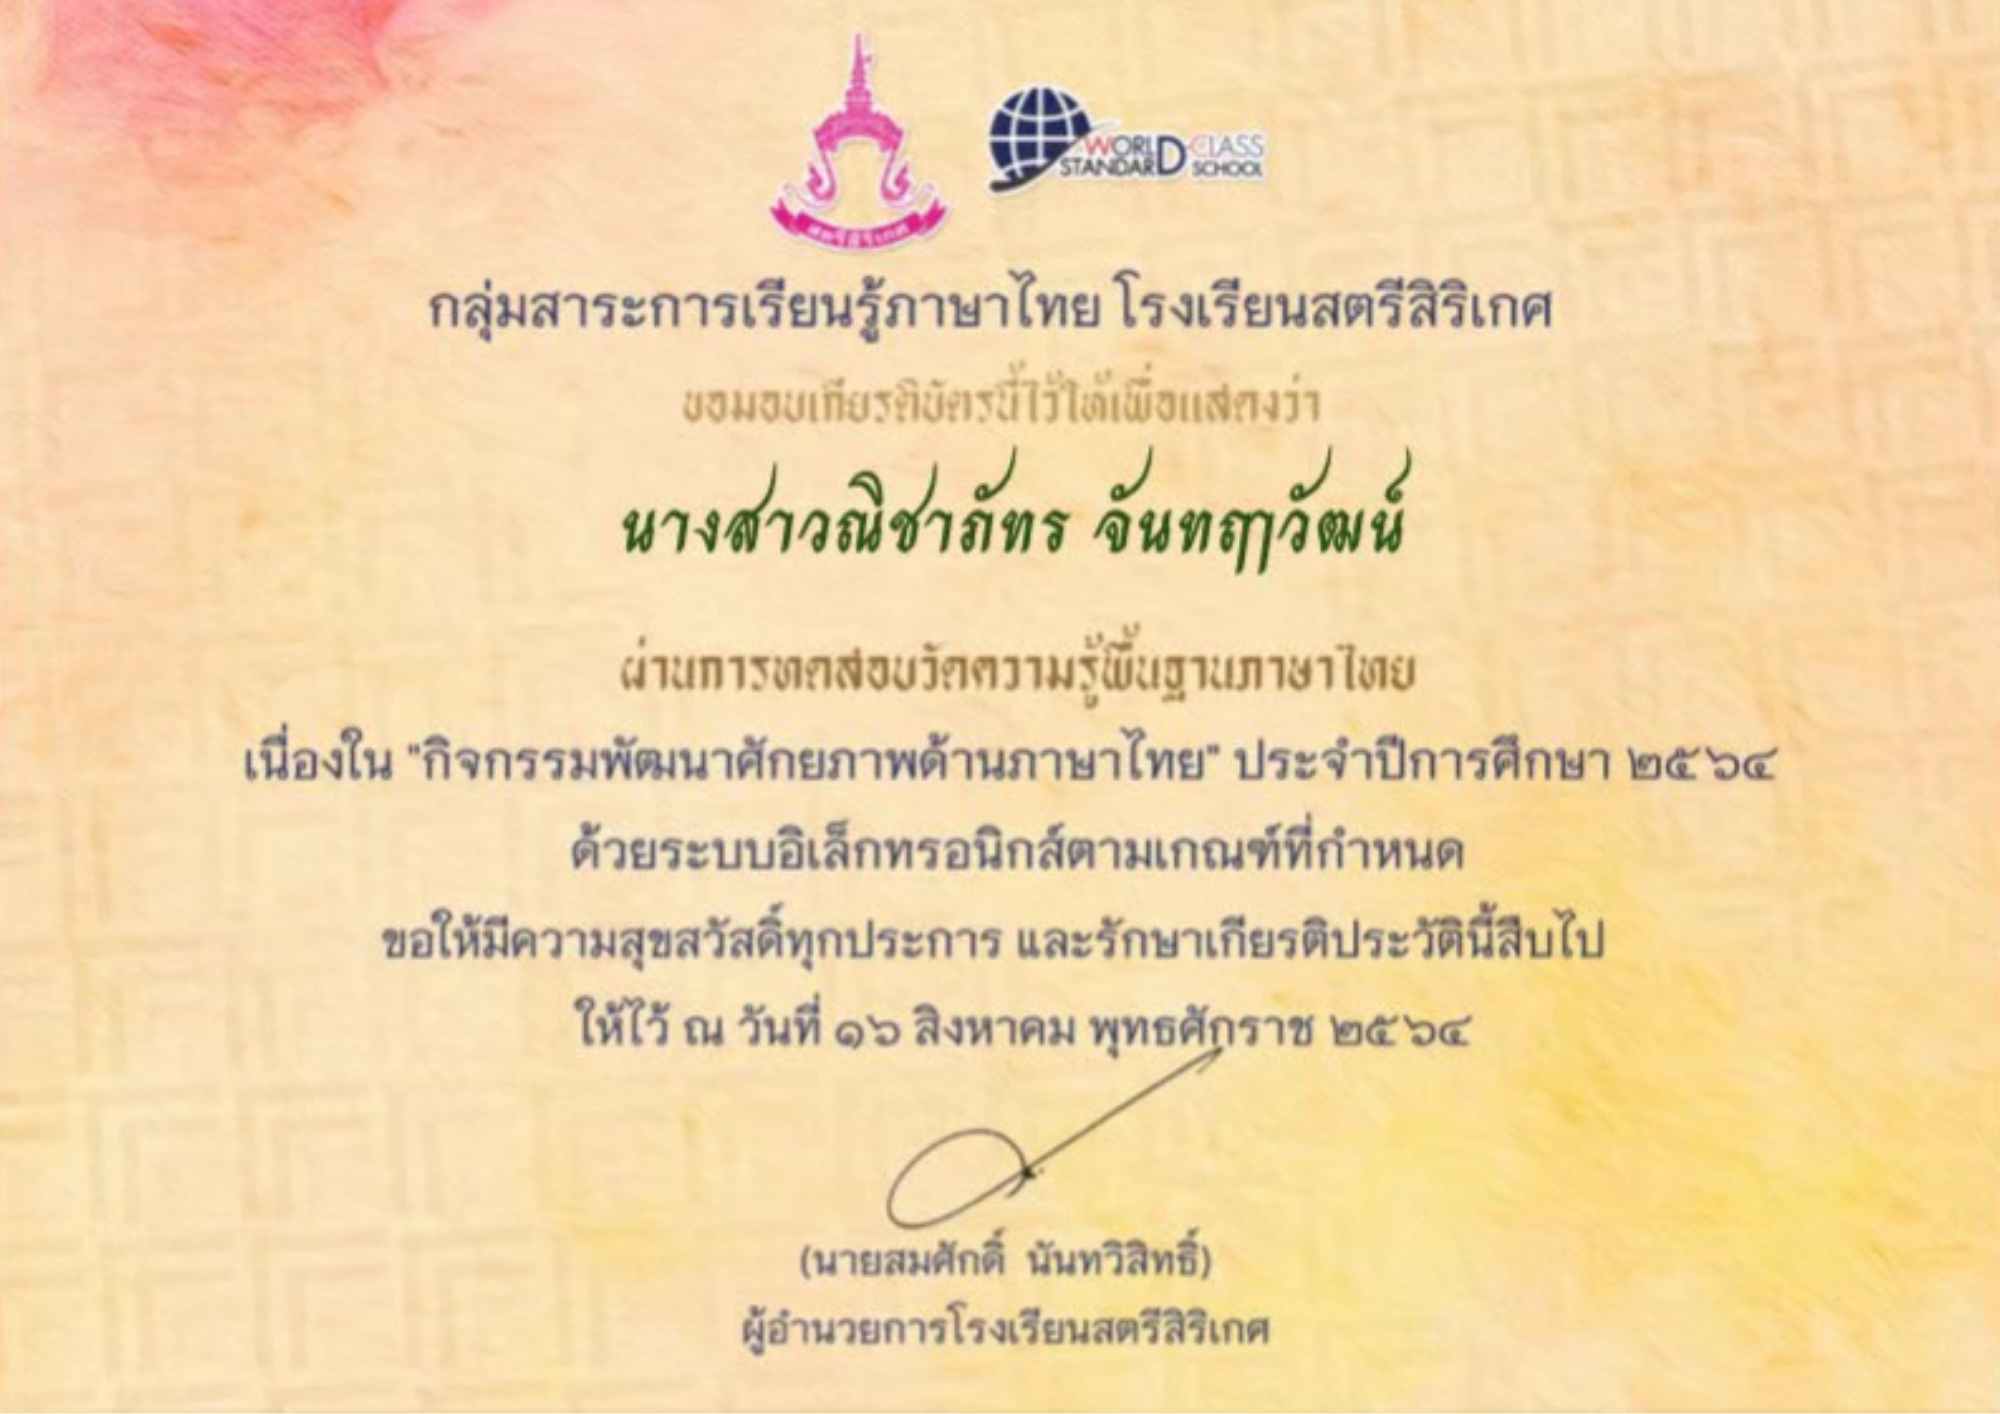 สตรีสิริเกศ
WORLD CLASS
STANDARD SCHOOL
กลุ่มสาระการเรียนรู้ภาษาไทย โรงเรียนสตรีสิริเกศ
ขอมอบเกียรติบัตรนี้ไว้ให้เพื่อแสดงว่า
นางสาวณิชาภัทร จันทฤาวัฒน์
ผ่านการทดสอบวัดความรู้พื้นฐานภาษาไทย
เนื่องใน "กิจกรรมพัฒนาศักยภาพด้านภาษาไทย" ประจำปีการศึกษา ๒๕๖๔
ด้วยระบบอิเล็กทรอนิกส์ตามเกณฑ์ที่กำหนด
ขอให้มีความสุขสวัสดิ์ทุกประการ และรักษาเกียรติประวัตินี้สืบไป
ให้ไว้ ณ วันที่ ๑๖ สิงหาคม พุทธศักราช ๒๕๖๔
(นายสมศักดิ์ นันทวิสิทธิ์)
ผู้อำนวยการโรงเรียนสตรีสิริเกศ